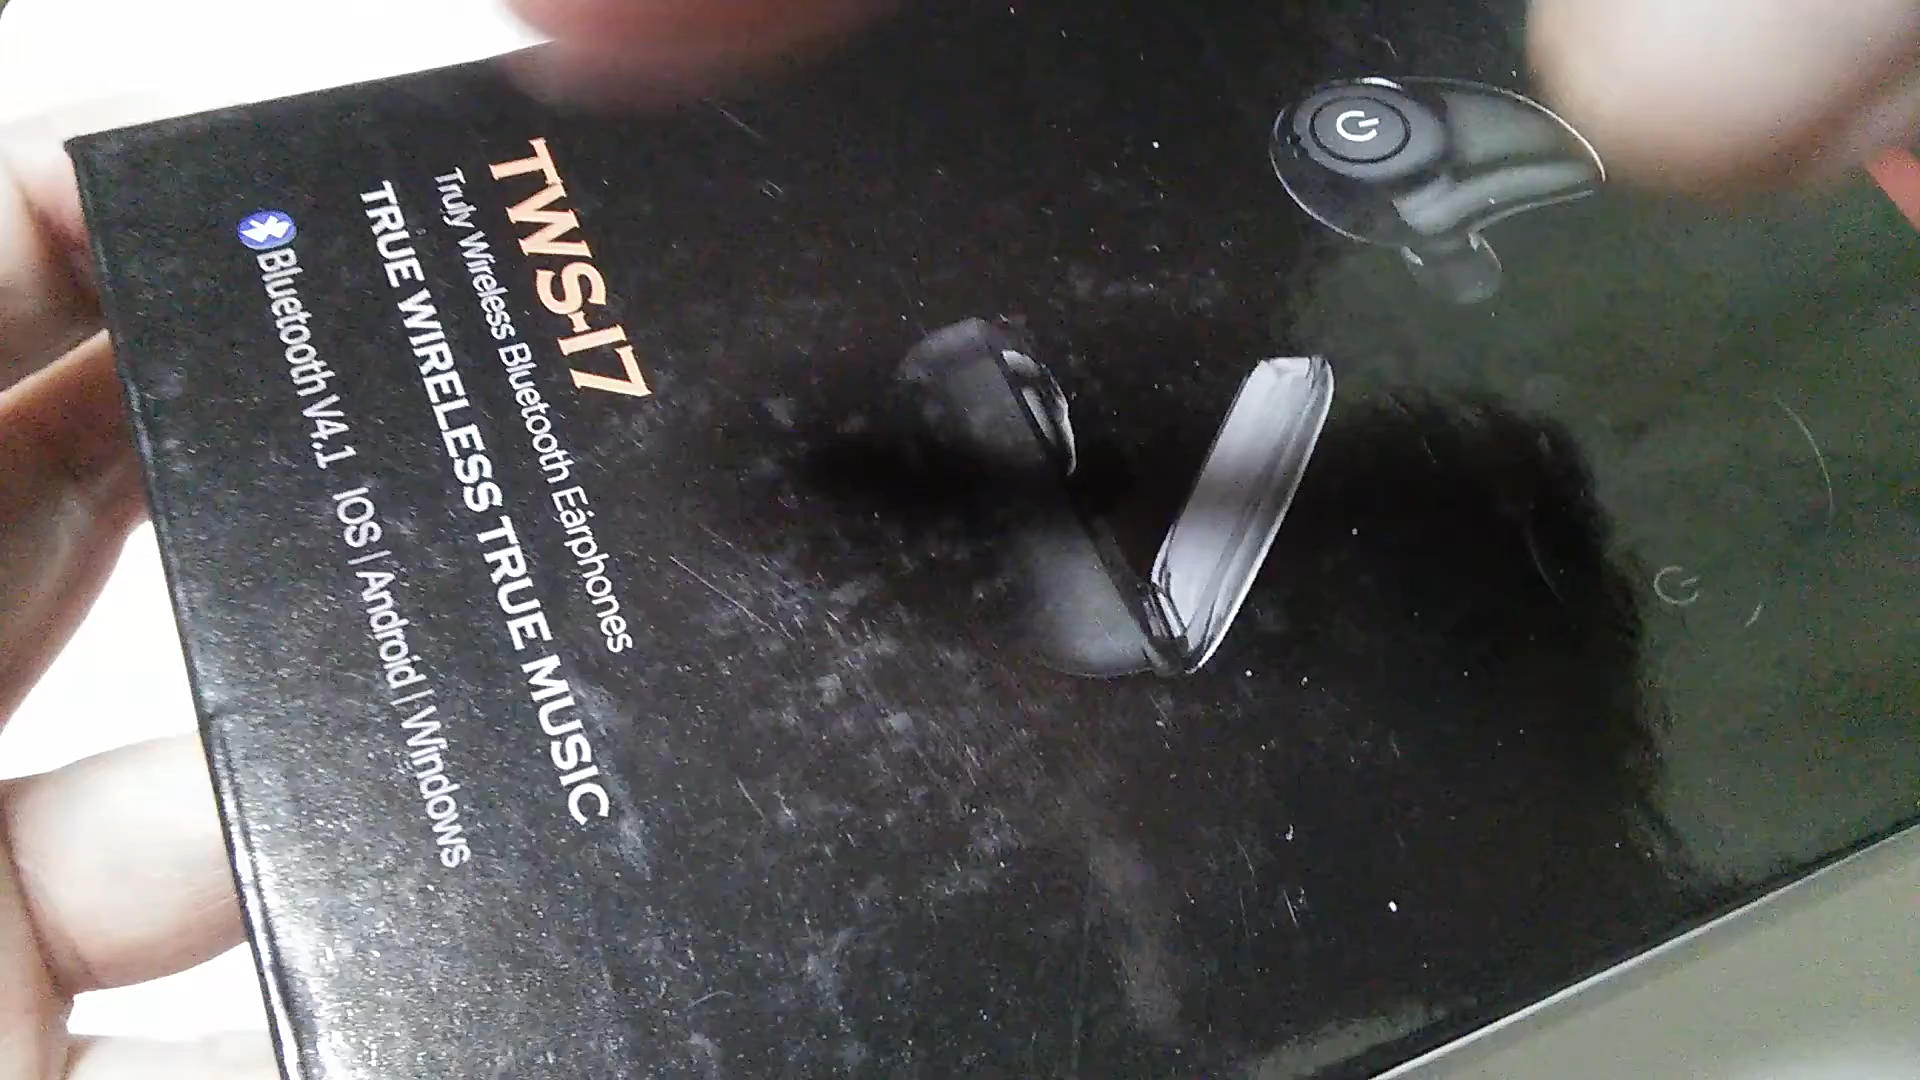 TWS-I7
Truly Wireless Bluetooth Earphones
TRUE WIRELESS TRUE MUSIC
Bluetooth V4.1 IOS | Android | Windows